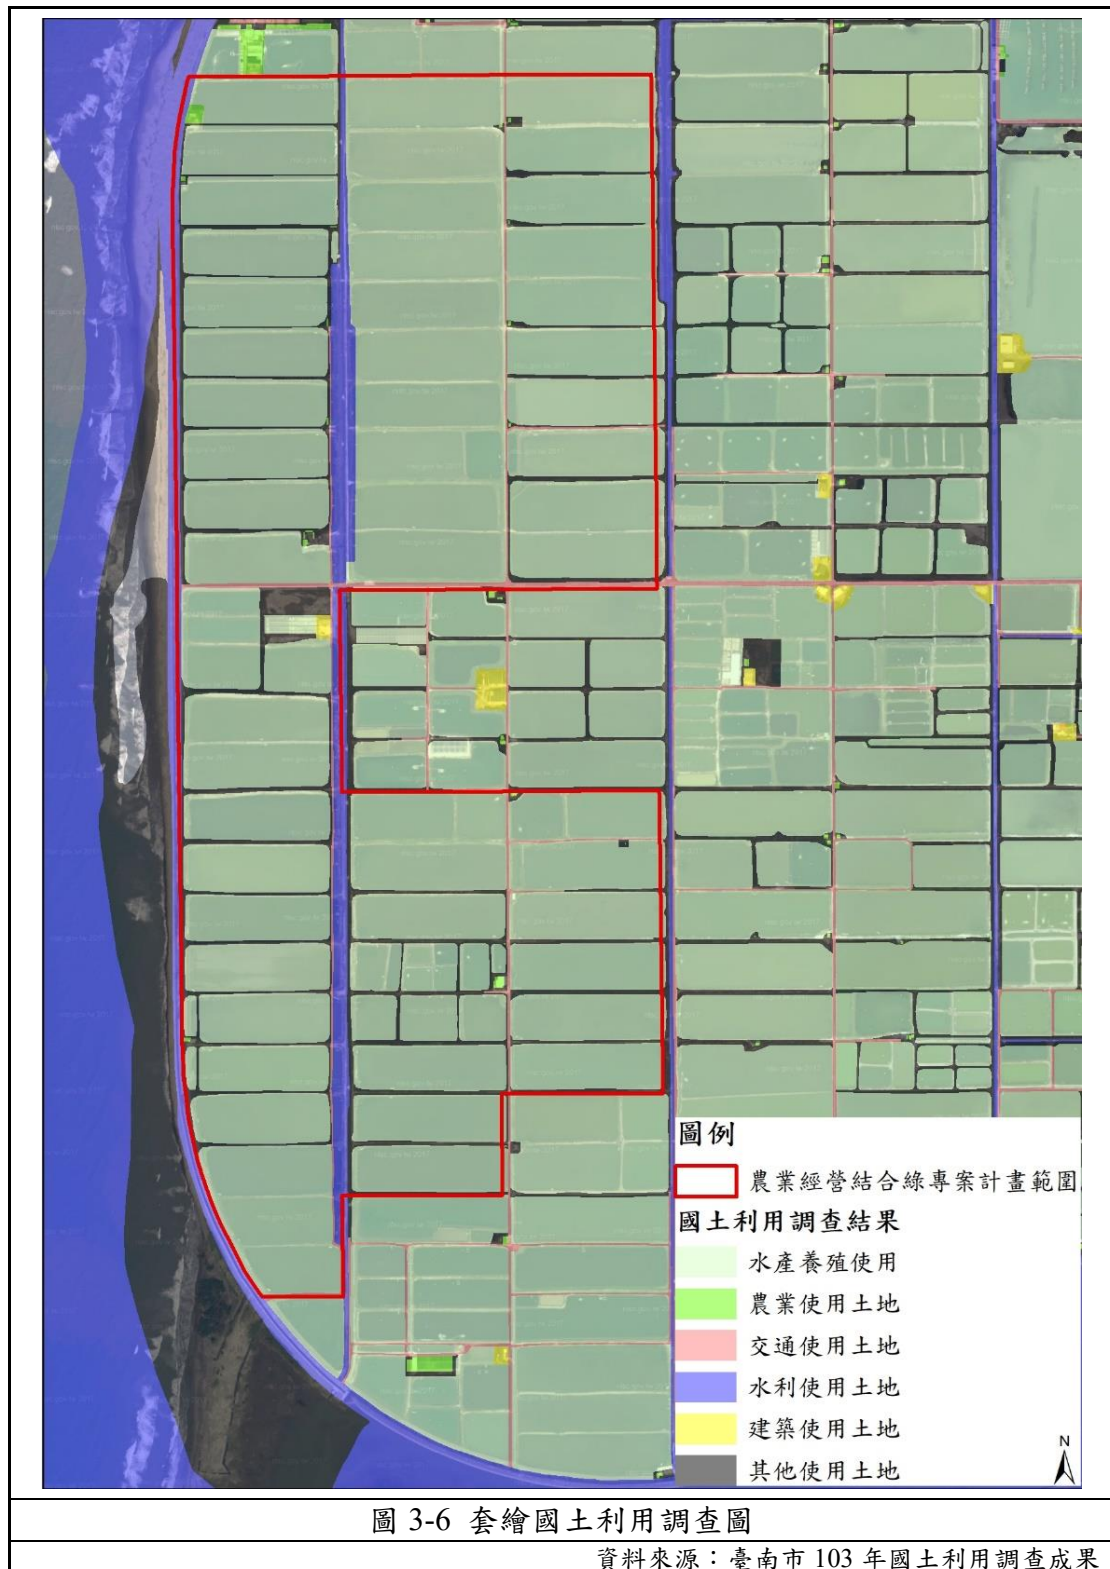 圖例
農業經營結合綠專案計畫範圍
國土利用調查結果
水產養殖使用
農業使用土地
交通使用土地
水利使用土地
建築使用土地
其他使用土地
N
圖 3-6 套繪國土利用調查圖
資料來源：臺南市 103 年國土利用調查成果